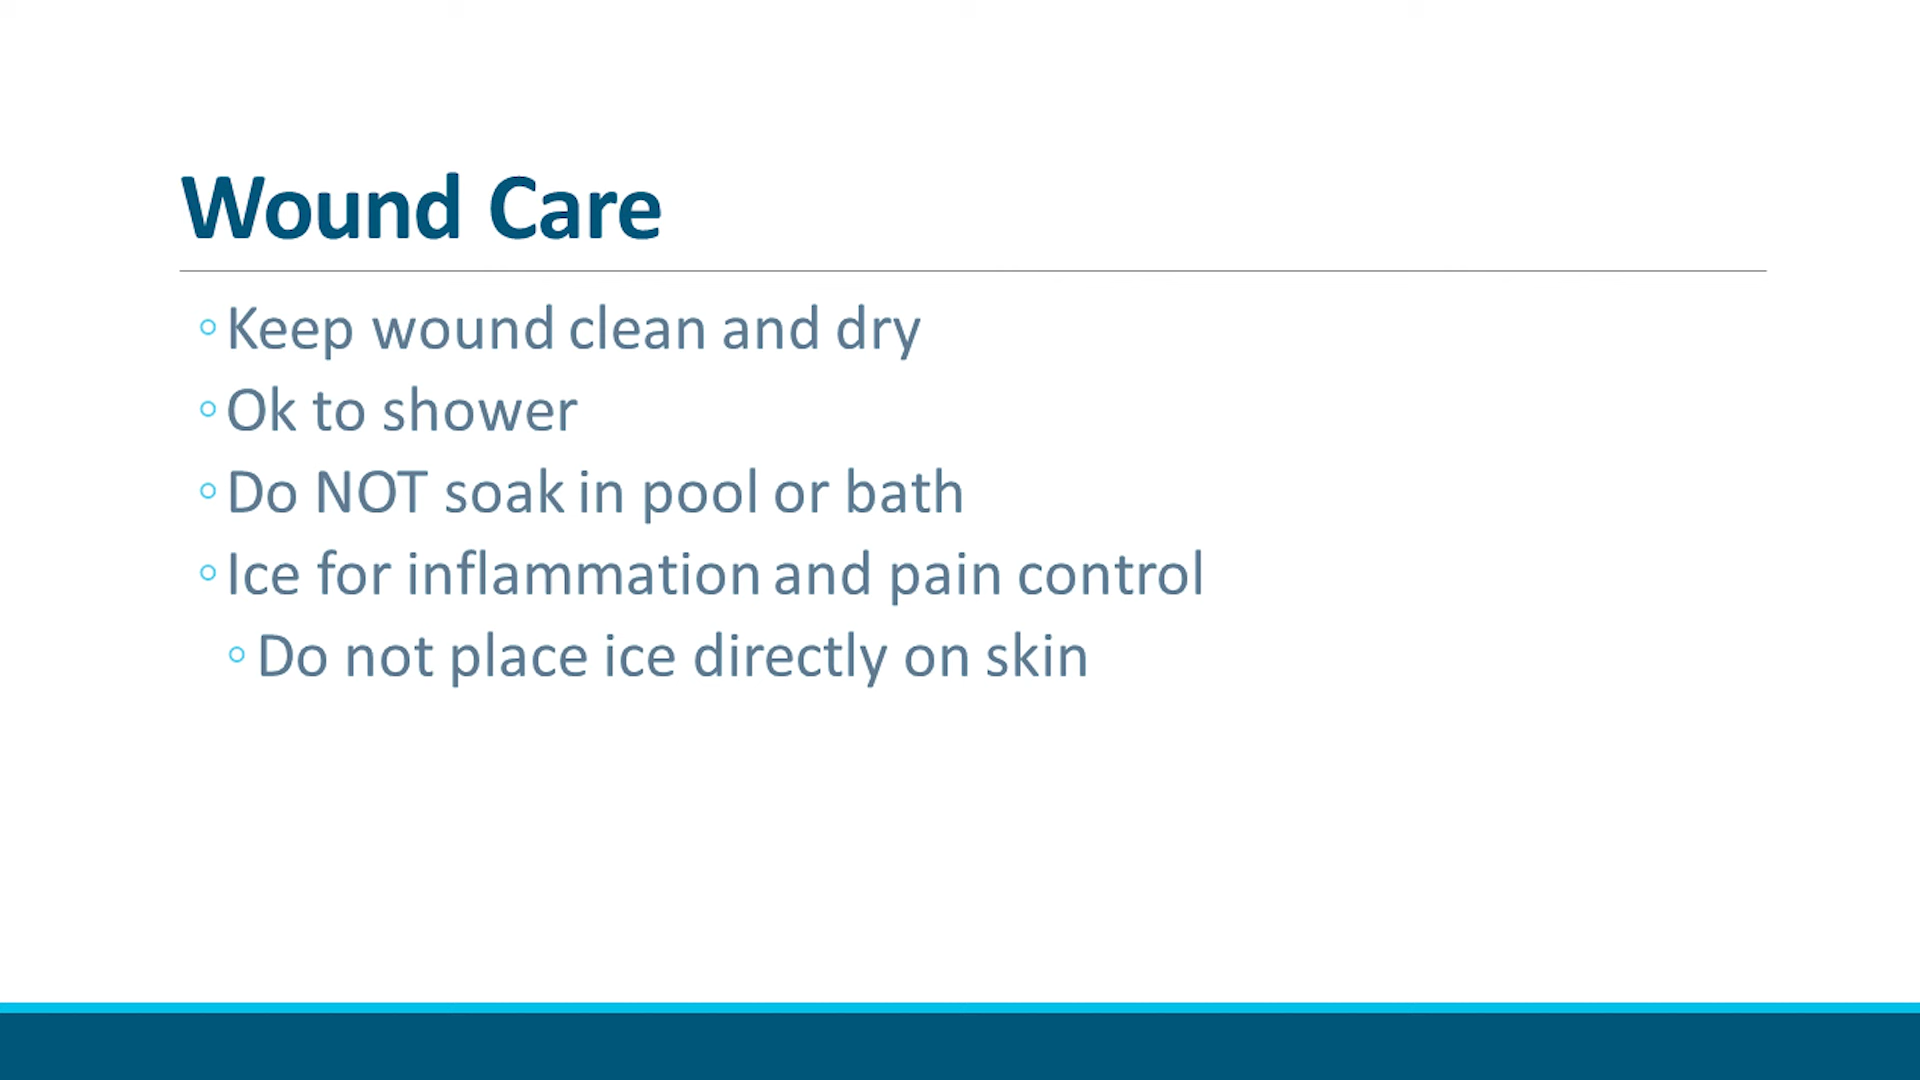 Wound Care
◦Keep wound clean and dry
◦Ok to shower
◦Do NOT soak in pool or bath
◦Ice for inflammation and pain control
◦Do not place ice directly on skin